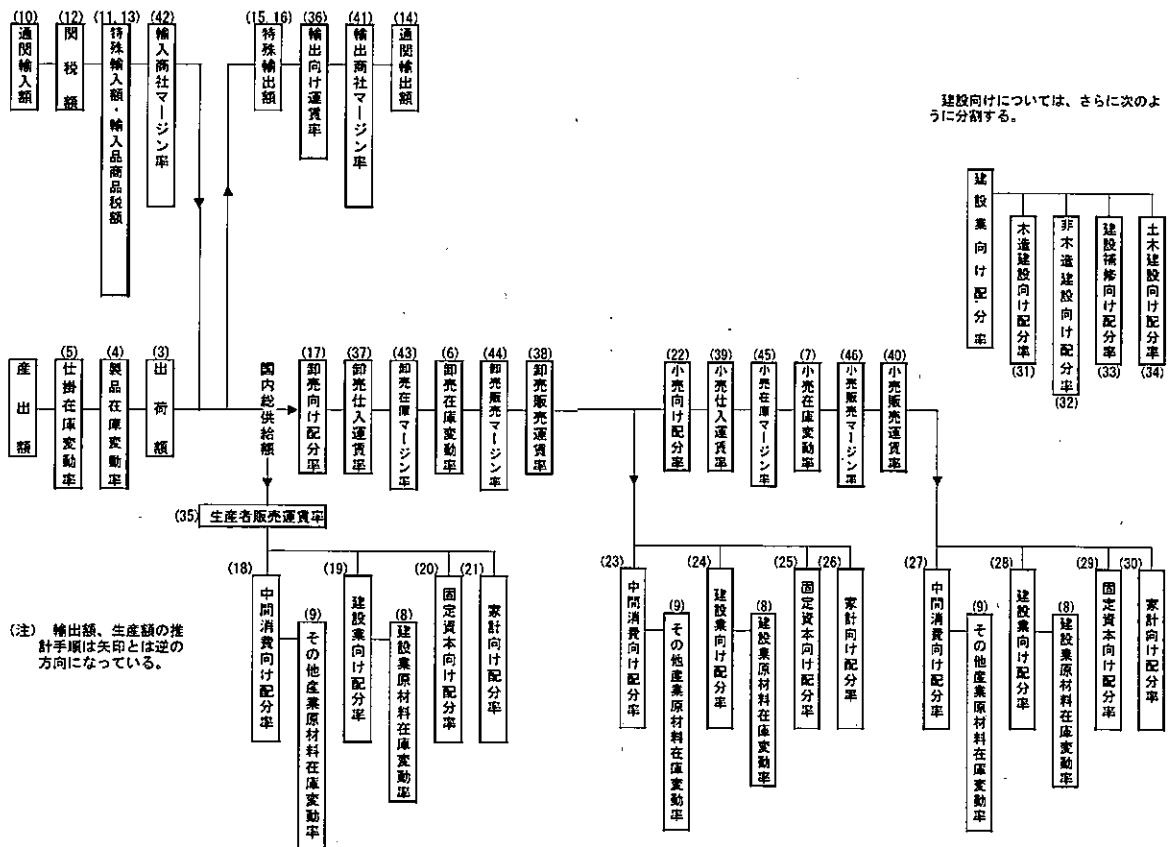 (10)
通関輸入額
(12)
関税額
(11, 13)
特殊輸入額・輸入品商品税額
(42)
輸入商社マージン率
(15, 16)
特殊輸出額
(36)
輸出向け運賃率
(41)
輸出商社マージン率
(14)
通関輸出額
建設向けについては、さらに次のよ
うに分割する。
建設業向け配分率
木造建設向け配分率
(31)
非木造建設向け配分率
(32)
建設補修向け配分率
(33)
土木建設向け配分率
(34)
産出額
(5)
仕掛在庫変動率
(4)
製品在庫変動率
(3)
出荷額
国内総供給額
(17)
卸売向け配分率
(37)
卸売仕入運賃率
(43)
卸売在庫マージン率
(6)
卸売在庫変動率
(44)
卸売販売マージン率
(38)
卸売販売運賃率
(22)
小売向け配分率
(39)
小売仕入運賃率
(45)
小売在庫マージン率
(7)
小売在庫変動率
(46)
小売販売マージン率
(40)
小売販売運賃率
(35)
生産者販売運賃率
(18)
中間消費向け配分率
(9)
その他産業原材料在庫変動率
(19)
建設業向け配分率
(8)
建設業原材料在庫変動率
(20)
固定資本向け配分率
(21)
家計向け配分率
(23)
中間消費向け配分率
(9)
その他産業原材料在庫変動率
(24)
建設業向け配分率
(8)
建設業原材料在庫変動率
(25)
固定資本向け配分率
(26)
家計向け配分率
(27)
中間消費向け配分率
(9)
その他産業原材料在庫変動率
(28)
建設業向け配分率
(8)
建設業原材料在庫変動率
(29)
固定資本向け配分率
(30)
家計向け配分率
(注) 輸出額、生産額の推
計手順は矢印とは逆の
方向になっている。